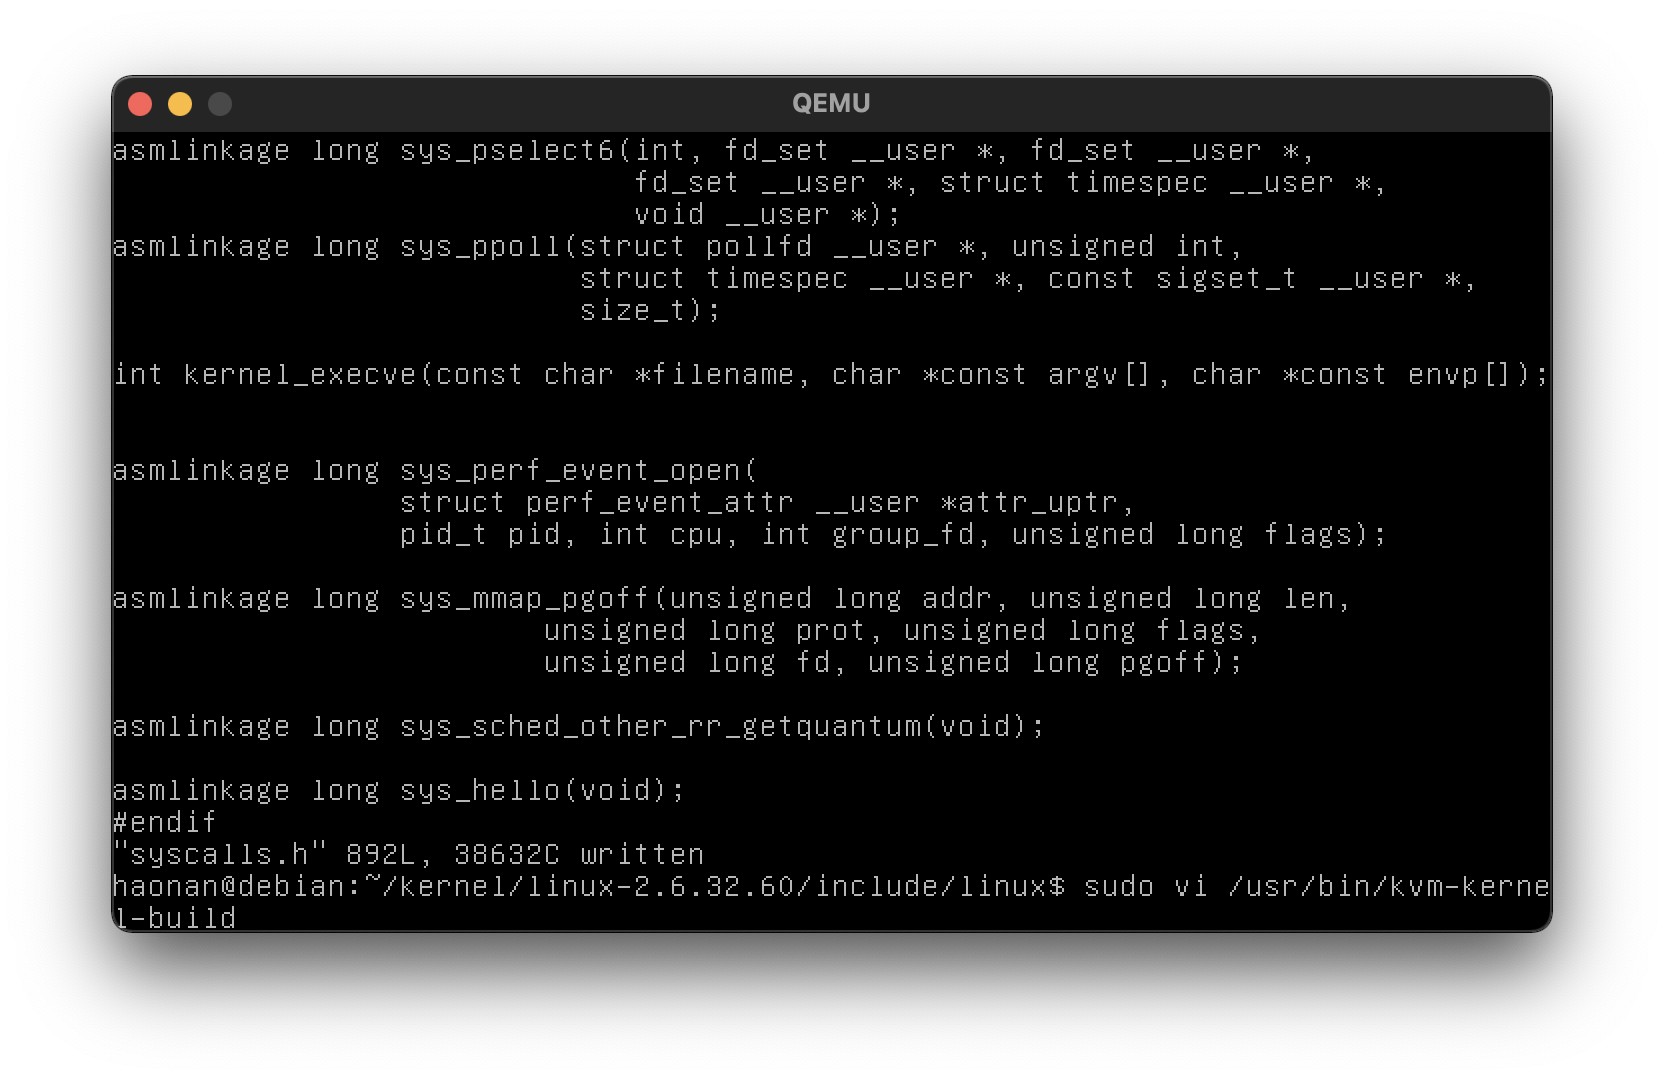 QEMU
asmlinkage long sys_pselect6(int, fd_set __user *, fd_set __user *,
                             fd_set __user *, struct timespec __user *,
                             void __user *);
asmlinkage long sys_ppoll(struct pollfd __user *, unsigned int,
                          struct timespec __user *, const sigset_t __user *,
                          size_t);

int kernel_execve(const char *filename, char *const argv[], char *const envp[]);


asmlinkage long sys_perf_event_open(
                struct perf_event_attr __user *attr_uptr,
                pid_t pid, int cpu, int group_fd, unsigned long flags);

asmlinkage long sys_mmap_pgoff(unsigned long addr, unsigned long len,
                        unsigned long prot, unsigned long flags,
                        unsigned long fd, unsigned long pgoff);

asmlinkage long sys_sched_other_rr_getquantum(void);

asmlinkage long sys_hello(void);
#endif
"syscalls.h" 892L, 38632C written
haonan@debian:~/kernel/linux-2.6.32.60/include/linux$ sudo vi /usr/bin/kvm-kerne
l-build